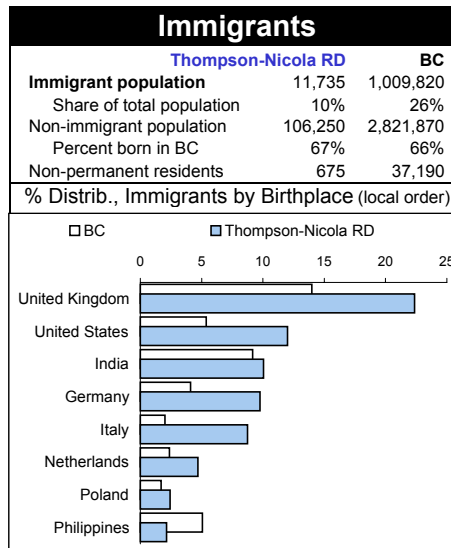 Immigrants
Thompson-Nicola RD BC
Immigrant population 11,735 1,009,820
Share of total population 10% 26%
Non-immigrant population 106,250 2,821,870
Percent born in BC 67% 66%
Non-permanent residents 675 37,190
% Distrib., Immigrants by Birthplace (local order)
BC Thompson-Nicola RD
0 5 10 15 20 25
United Kingdom
United States
India
Germany
Italy
Netherlands
Poland
Philippines